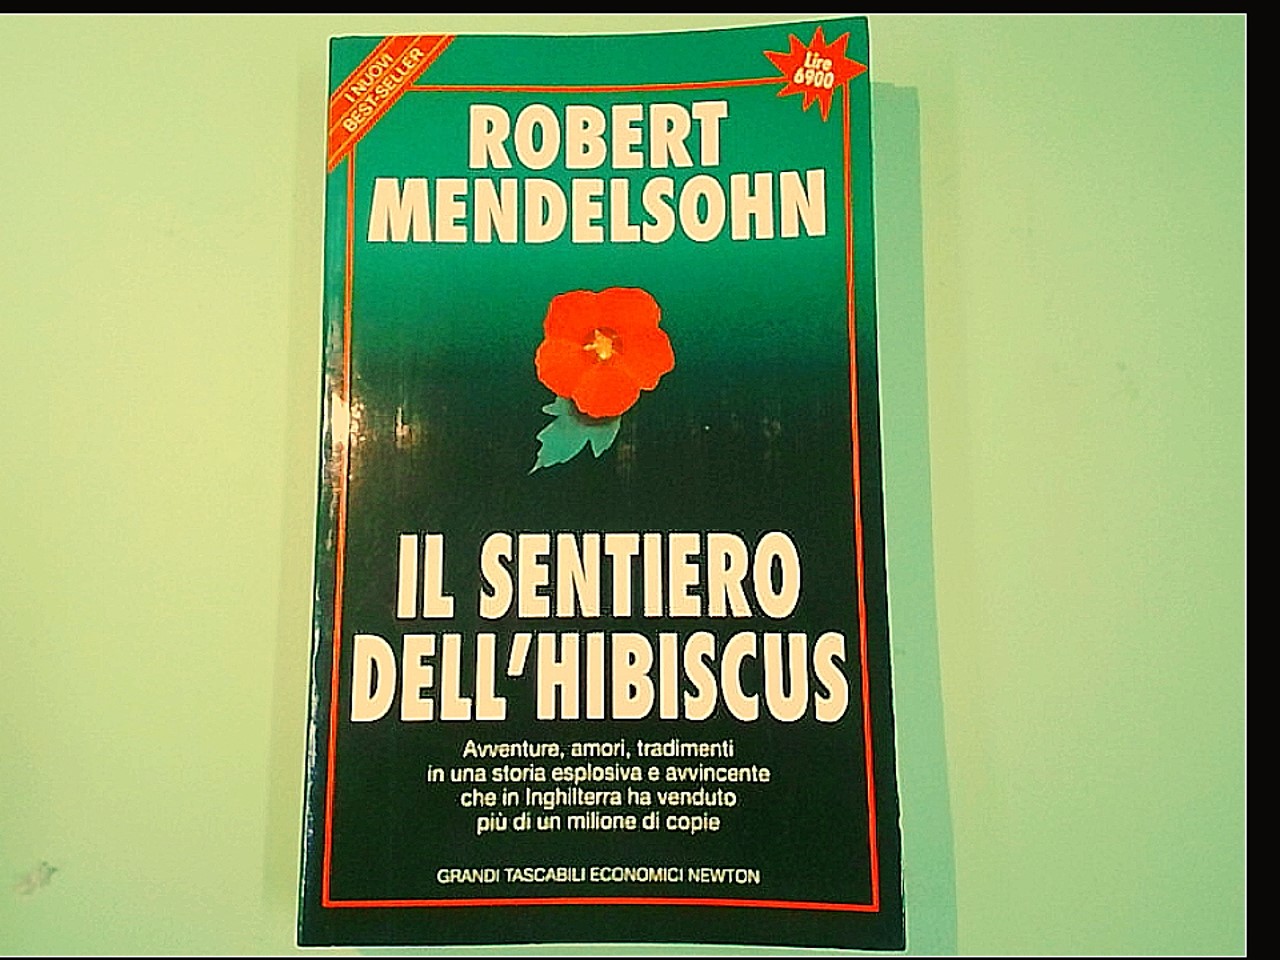 I NUOVI
BEST-SELLER
Lire
6900
ROBERT
MENDELSOHN
IL SENTIERO
DELL'HIBISCUS
Avventure, amori, tradimenti
in una storia esplosiva e avvincente
che in Inghilterra ha venduto
più di un milione di copie
GRANDI TASCABILI ECONOMICI NEWTON